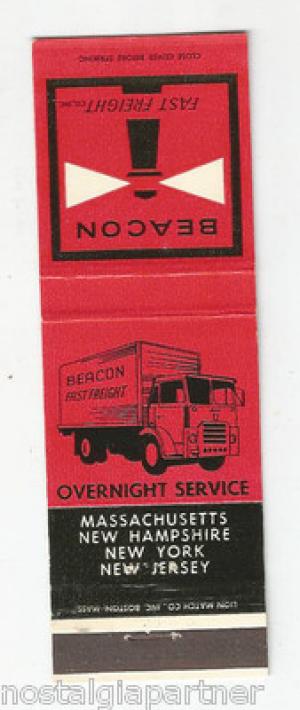 CLOSE COVER BEFORE STRIKING
FAST FREIGHT CO., INC.
BEACON
BEACON
FAST FREIGHT
OVERNIGHT SERVICE
MASSACHUSETTS
NEW HAMPSHIRE
NEW YORK
NEW JERSEY
LION MATCH CO., INC. BOSTON, MASS
© nostalgiapartner